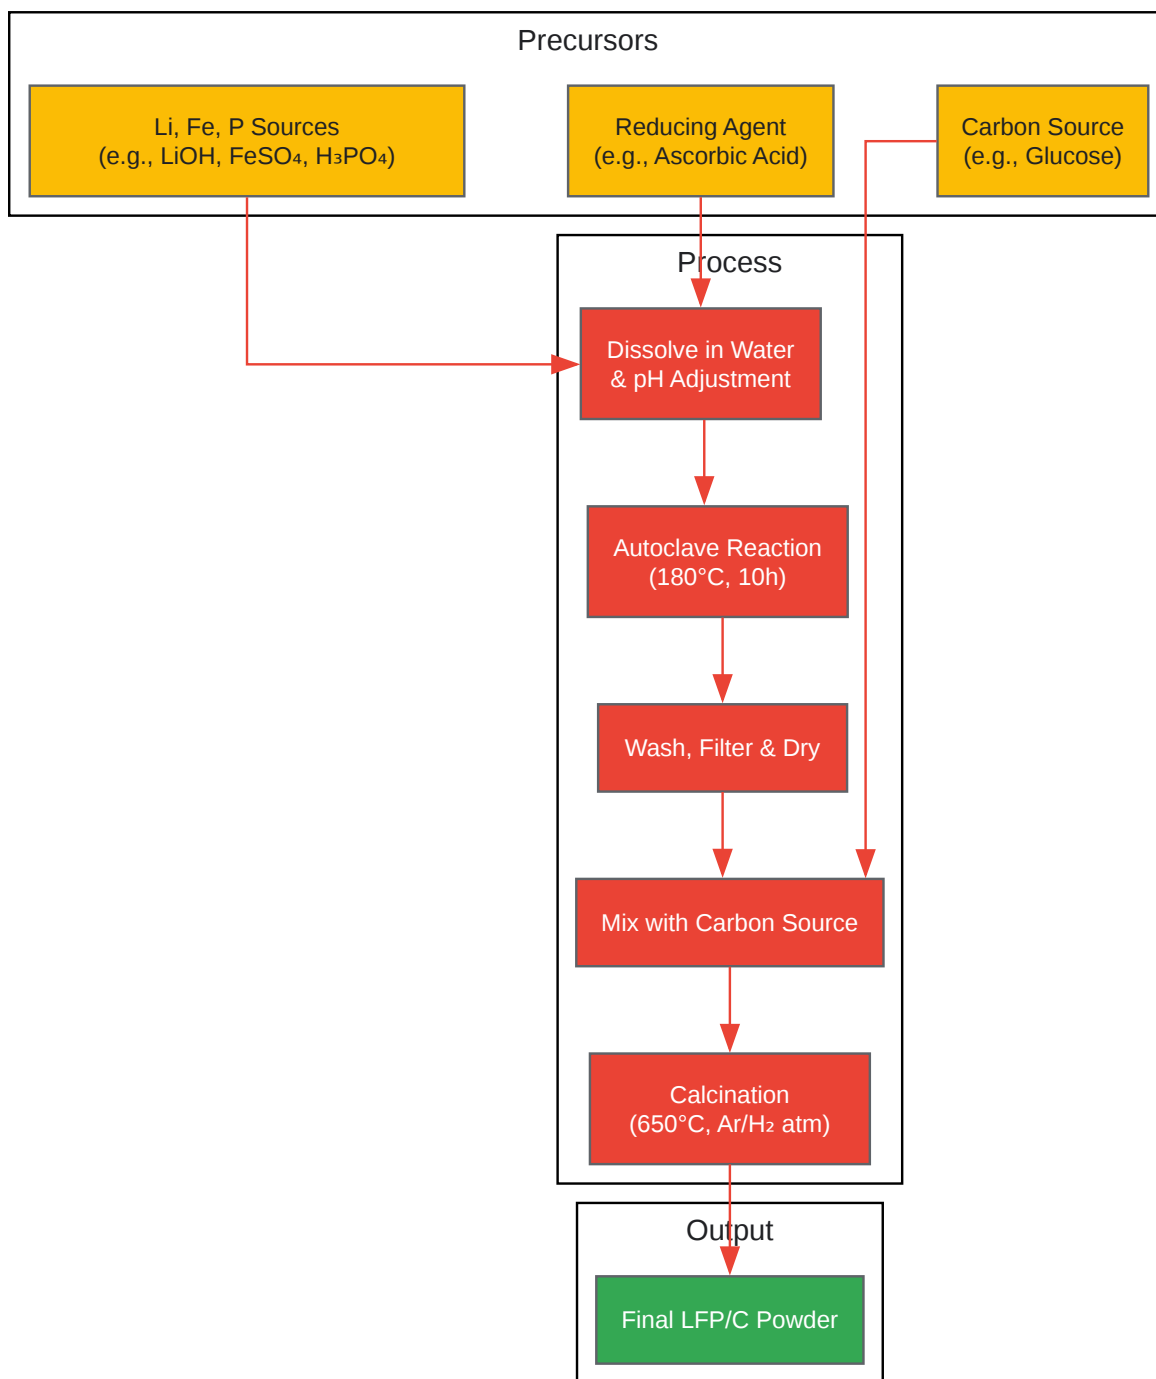 Precursors
Li, Fe, P Sources
(e.g., LiOH, FeSO₄, H₃PO₄)
Reducing Agent
(e.g., Ascorbic Acid)
Carbon Source
(e.g., Glucose)
Process
Dissolve in Water
& pH Adjustment
Autoclave Reaction
(180°C, 10h)
Wash, Filter & Dry
Mix with Carbon Source
Calcination
(650°C, Ar/H₂ atm)
Output
Final LFP/C Powder